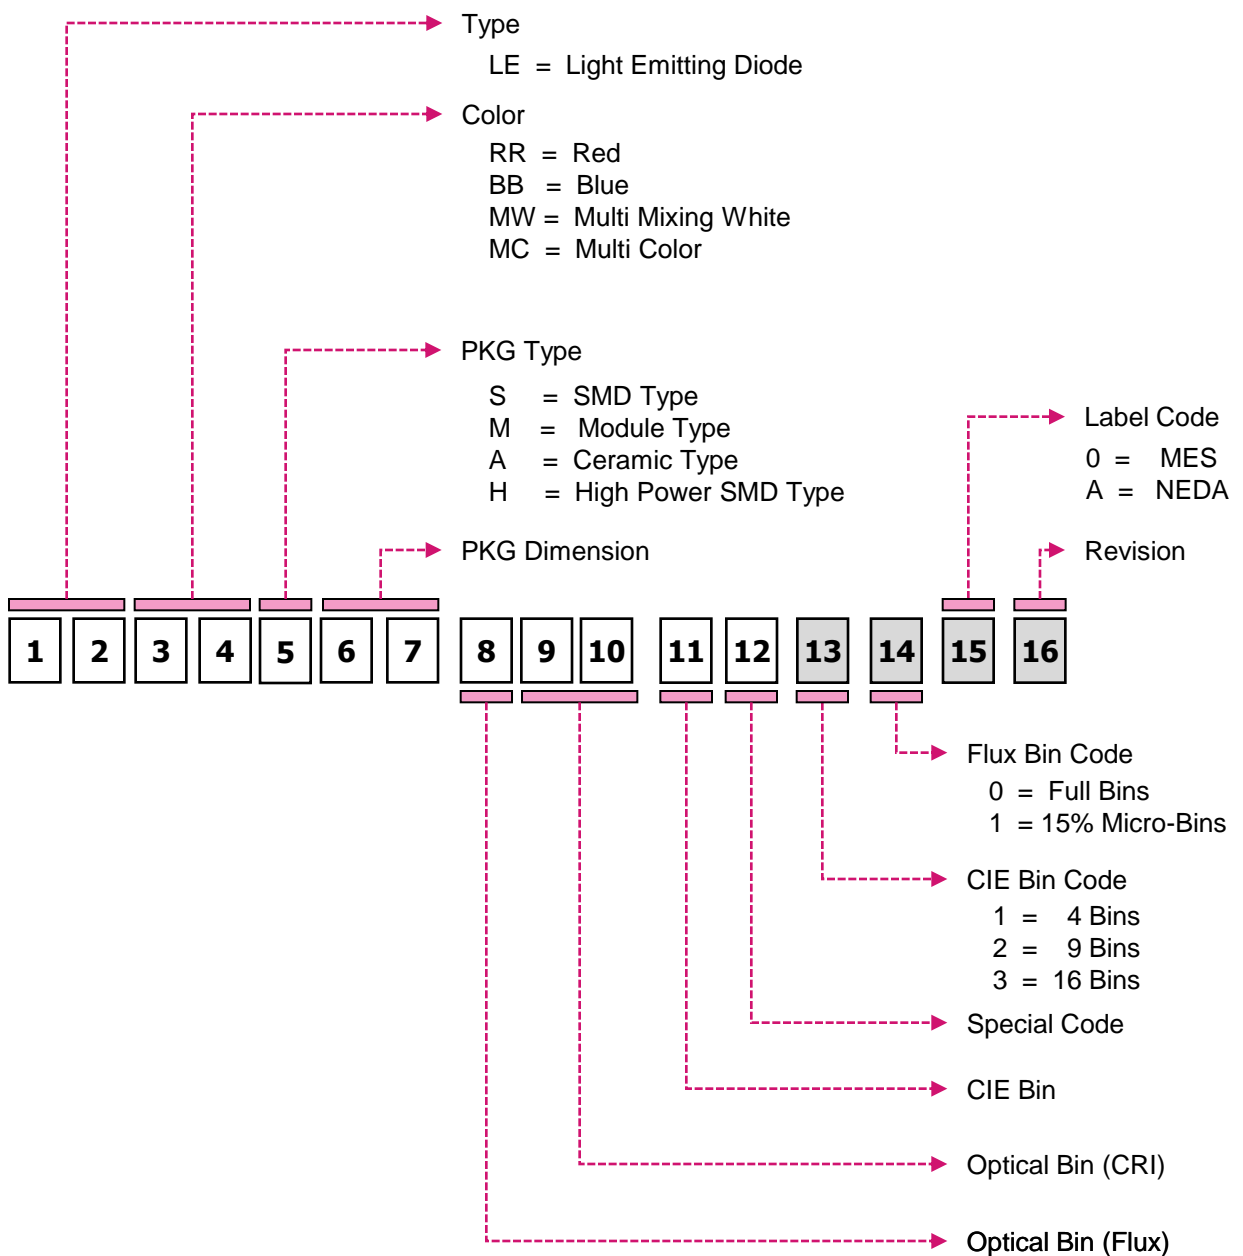 Type
LE = Light Emitting Diode
Color
RR = Red
BB = Blue
MW = Multi Mixing White
MC = Multi Color
PKG Type
S = SMD Type
M = Module Type
A = Ceramic Type
H = High Power SMD Type
Label Code
0 = MES
A = NEDA
PKG Dimension
Revision
1 2 3 4 5 6 7 8 9 10 11 12 13 14 15 16
Flux Bin Code
0 = Full Bins
1 = 15% Micro-Bins
CIE Bin Code
1 = 4 Bins
2 = 9 Bins
3 = 16 Bins
Special Code
CIE Bin
Optical Bin (CRI)
Optical Bin (Flux)